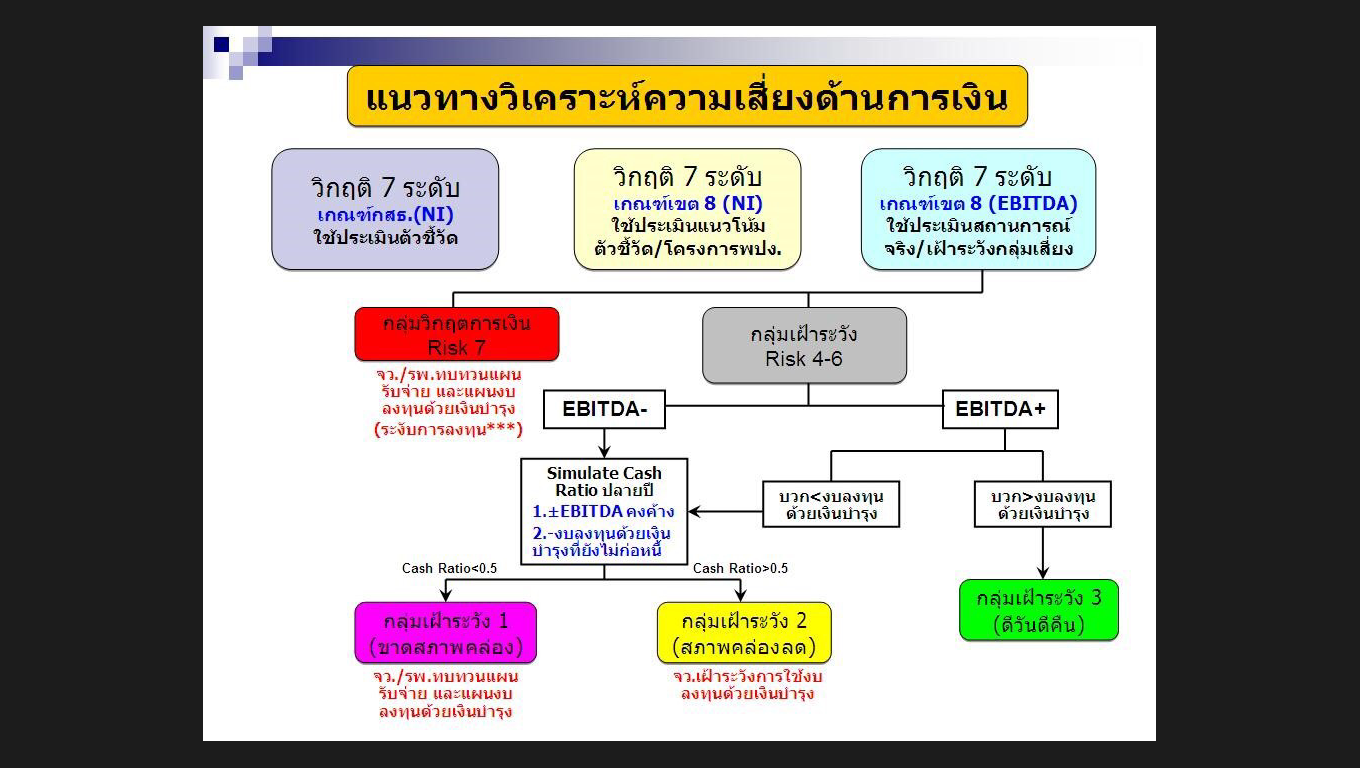 แนวทางวิเคราะห์ความเสี่ยงด้านการเงิน
วิกฤติ 7 ระดับ
เกณฑ์กสธ.(NI)
ใช้ประเมินตัวชี้วัด
วิกฤติ 7 ระดับ
เกณฑ์เขต 8 (NI)
ใช้ประเมินแนวโน้ม
ตัวชี้วัด/โครงการพปง.
วิกฤติ 7 ระดับ
เกณฑ์เขต 8 (EBITDA)
ใช้ประเมินสถานการณ์
จริง/เฝ้าระวังกลุ่มเสี่ยง
กลุ่มวิกฤตการเงิน
Risk 7
จว./รพ.ทบทวนแผน
รับจ่าย และแผนงบ
ลงทุนด้วยเงินบำรุง
(ระงับการลงทุน***)
กลุ่มเฝ้าระวัง
Risk 4-6
EBITDA-
EBITDA+
Simulate Cash
Ratio ปลายปี
1.±EBITDA คงค้าง
2.-งบลงทุนด้วยเงิน
บำรุงที่ยังไม่ก่อหนี้
บวก<งบลงทุน
ด้วยเงินบำรุง
บวก>งบลงทุน
ด้วยเงินบำรุง
Cash Ratio<0.5
Cash Ratio>0.5
กลุ่มเฝ้าระวัง 1
(ขาดสภาพคล่อง)
จว./รพ.ทบทวนแผน
รับจ่าย และแผนงบ
ลงทุนด้วยเงินบำรุง
กลุ่มเฝ้าระวัง 2
(สภาพคล่องลด)
จว.เฝ้าระวังการใช้งบ
ลงทุนด้วยเงินบำรุง
กลุ่มเฝ้าระวัง 3
(ดีวันดีคืน)